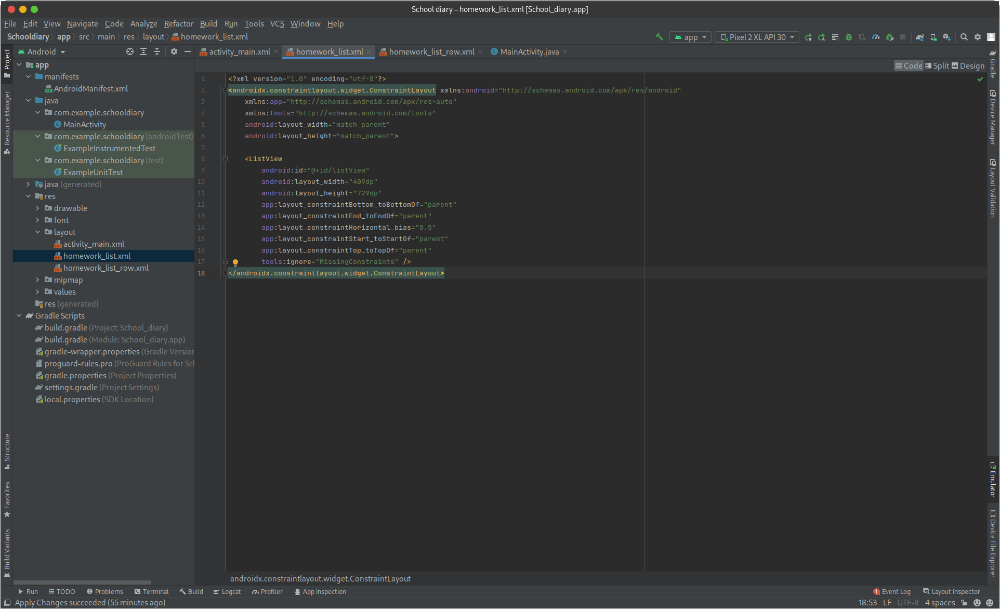 School diary – homework_list.xml [School_diary.app]
File Edit View Navigate Code Analyze Refactor Build Run Tools VCS Window Help
Schooldiary app src main res layout homework_list.xml
app Pixel 2 XL API 30
Android
activity_main.xml homework_list.xml homework_list_row.xml MainActivity.java
Code Split Design
Project
Resource Manager
Structure
Favorites
Build Variants
app
manifests
AndroidManifest.xml
java
com.example.schooldiary
MainActivity
com.example.schooldiary (androidTest)
ExampleInstrumentedTest
com.example.schooldiary (test)
ExampleUnitTest
java (generated)
res
drawable
font
layout
activity_main.xml
homework_list.xml
homework_list_row.xml
mipmap
values
res (generated)
Gradle Scripts
build.gradle (Project: School_diary)
build.gradle (Module: School_diary.app)
gradle-wrapper.properties (Gradle Version
proguard-rules.pro (ProGuard Rules for Sch
gradle.properties (Project Properties)
settings.gradle (Project Settings)
local.properties (SDK Location)
1 <?xml version="1.0" encoding="utf-8"?>
2 <androidx.constraintlayout.widget.ConstraintLayout xmlns:android="http://schemas.android.com/apk/res/android"
3 xmlns:app="http://schemas.android.com/apk/res-auto"
4 xmlns:tools="http://schemas.android.com/tools"
5 android:layout_width="match_parent"
6 android:layout_height="match_parent">
7
8 <ListView
9 android:id="@+id/listView"
10 android:layout_width="409dp"
11 android:layout_height="729dp"
12 app:layout_constraintBottom_toBottomOf="parent"
13 app:layout_constraintEnd_toEndOf="parent"
14 app:layout_constraintHorizontal_bias="0.5"
15 app:layout_constraintStart_toStartOf="parent"
16 app:layout_constraintTop_toTopOf="parent"
17 tools:ignore="MissingConstraints" />
18 </androidx.constraintlayout.widget.ConstraintLayout>
Gradle
Device Manager
Layout Validation
Emulator
Device File Explorer
androidx.constraintlayout.widget.ConstraintLayout
Run TODO Problems Terminal Build Logcat Profiler App Inspection 1 Event Log Layout Inspector
Apply Changes succeeded (55 minutes ago) 18:53 LF UTF-8 4 spaces